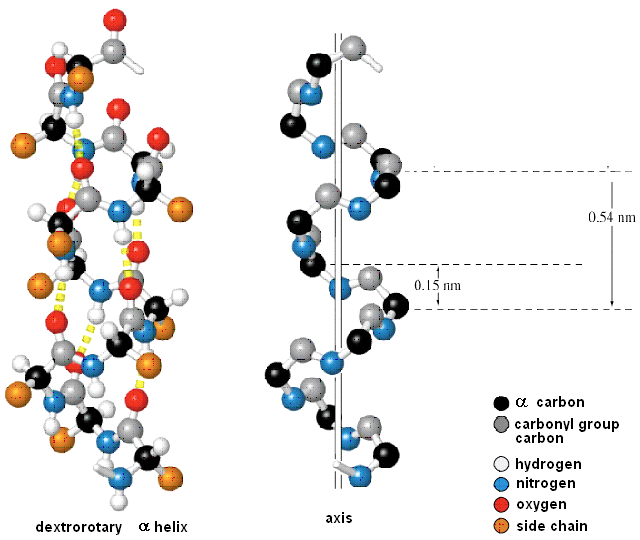 0.54 nm
0.15 nm
α carbon
carbonyl group
carbon
hydrogen
nitrogen
oxygen
side chain
dextrorotary α helix
axis